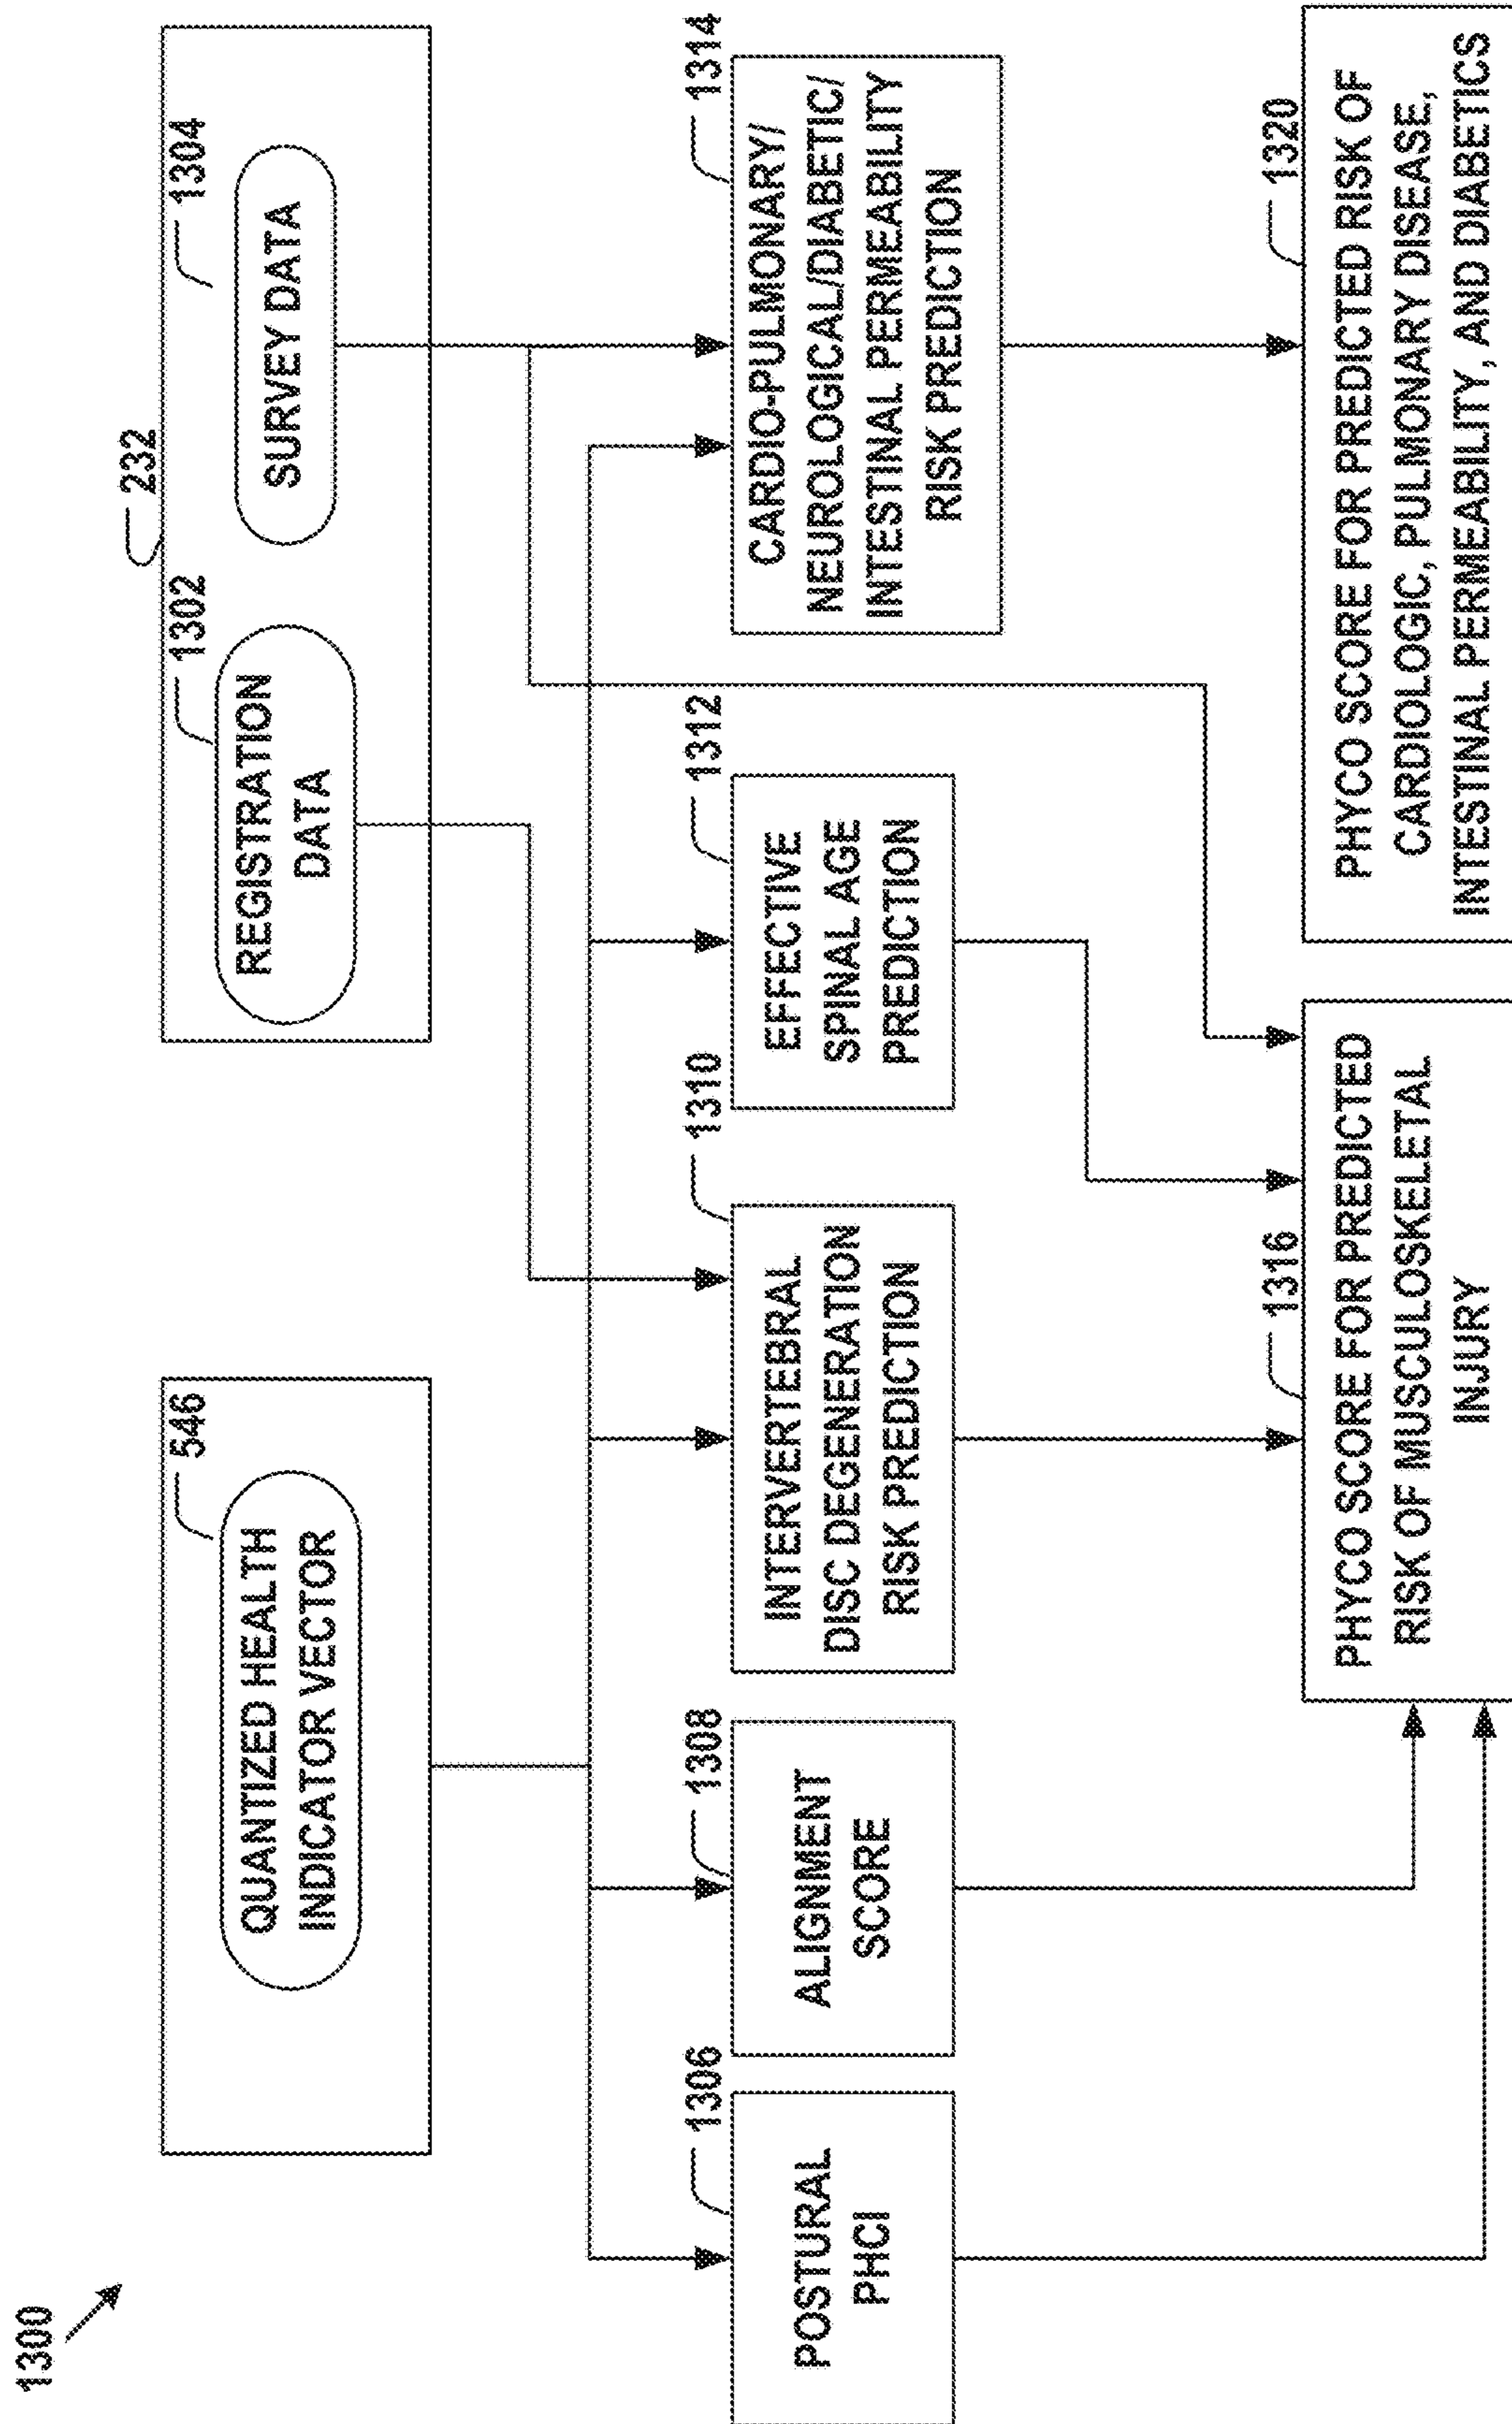 1300
232
546
QUANTIZED HEALTH
INDICATOR VECTOR
1302
REGISTRATION
DATA
1304
SURVEY DATA
1306
POSTURAL
PHCI
1308
ALIGNMENT
SCORE
1310
INTERVERTEBRAL
DISC DEGENERATION
RISK PREDICTION
1312
EFFECTIVE
SPINAL AGE
PREDICTION
1314
CARDIO-PULMONARY/
NEUROLOGICAL/DIABETIC/
INTESTINAL PERMEABILITY
RISK PREDICTION
1316
PHYCO SCORE FOR PREDICTED
RISK OF MUSCULOSKELETAL
INJURY
1320
PHYCO SCORE FOR PREDICTED RISK OF
CARDIOLOGIC, PULMONARY DISEASE,
INTESTINAL PERMEABILITY, AND DIABETICS